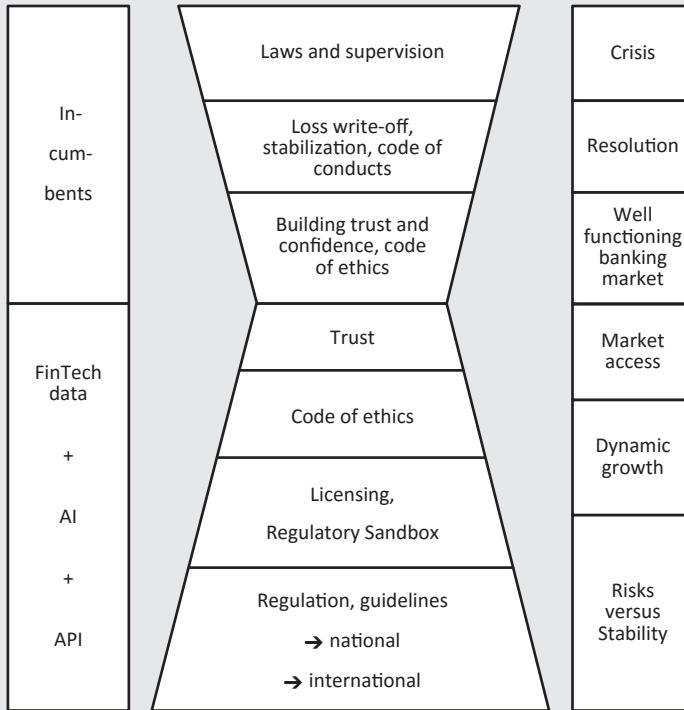 In-
cum-
bents
FinTech
data
+
AI
+
API
Laws and supervision
Loss write-off,
stabilization, code of
conducts
Building trust and
confidence, code
of ethics
Trust
Code of ethics
Licensing,
Regulatory Sandbox
Regulation, guidelines
➔ national
➔ international
Crisis
Resolution
Well
functioning
banking
market
Market
access
Dynamic
growth
Risks
versus
Stability